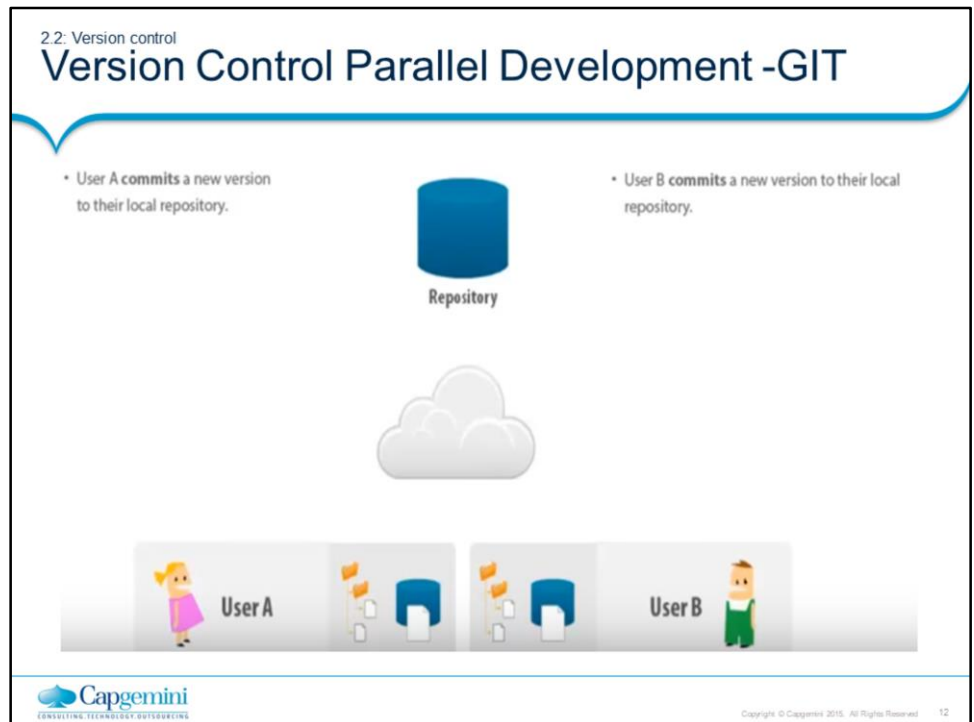 2.2: Version control
Version Control Parallel Development -GIT
• User A commits a new version
to their local repository.
• User B commits a new version to their local
repository.
Repository
User A
User B
Capgemini
CONSULTING.TECHNOLOGY.OUTSOURCING
Copyright © Capgemini 2015. All Rights Reserved 12